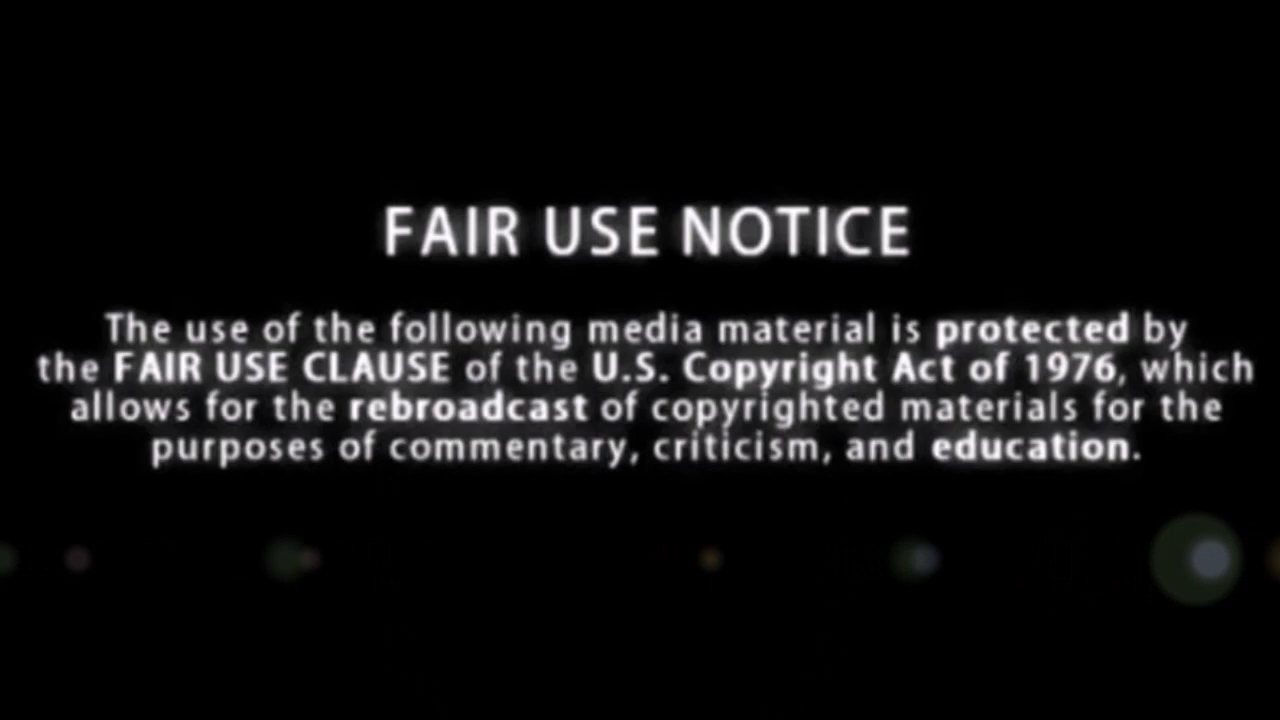 FAIR USE NOTICE
The use of the following media material is protected by
the FAIR USE CLAUSE of the U.S. Copyright Act of 1976, which
allows for the rebroadcast of copyrighted materials for the
purposes of commentary, criticism, and education.